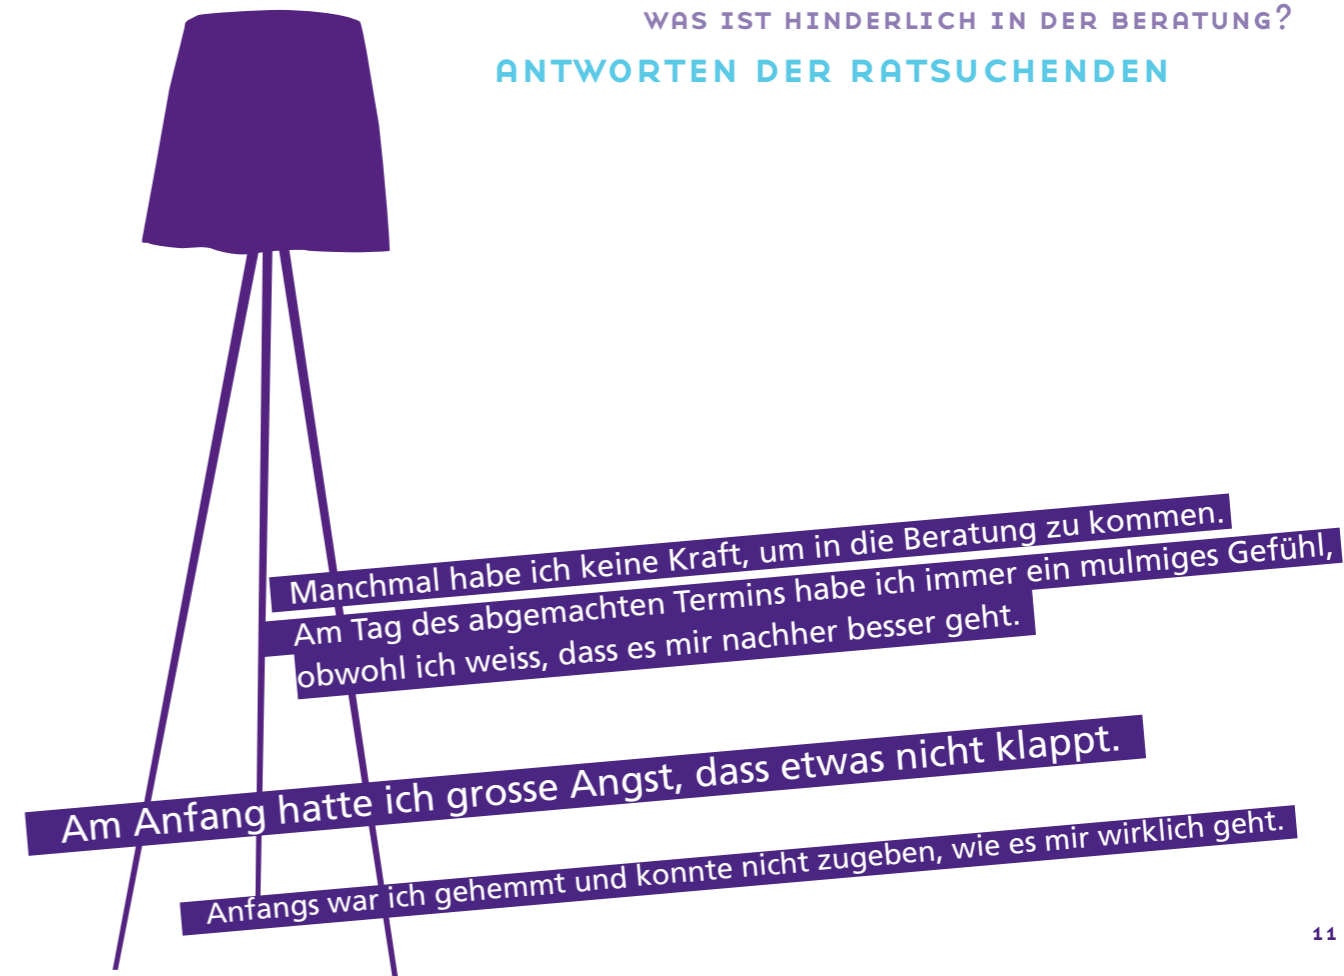 WAS IST HINDERLICH IN DER BERATUNG?
ANTWORTEN DER RATSUCHENDEN
Manchmal habe ich keine Kraft, um in die Beratung zu kommen.
Am Tag des abgemachten Termins habe ich immer ein mulmiges Gefühl,
obwohl ich weiss, dass es mir nachher besser geht.
Am Anfang hatte ich grosse Angst, dass etwas nicht klappt.
Anfangs war ich gehemmt und konnte nicht zugeben, wie es mir wirklich geht.
11